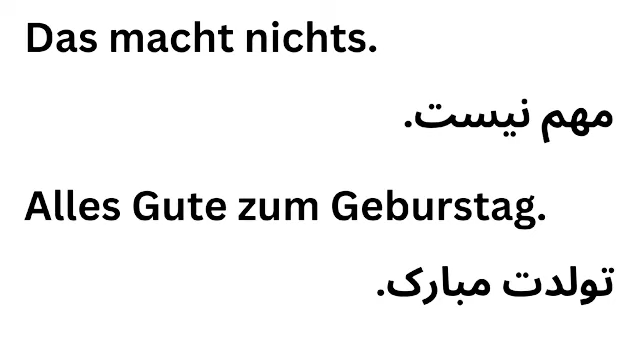 Das macht nichts.
مهم نیست.
Alles Gute zum Geburstag.
تولدت مبارک.